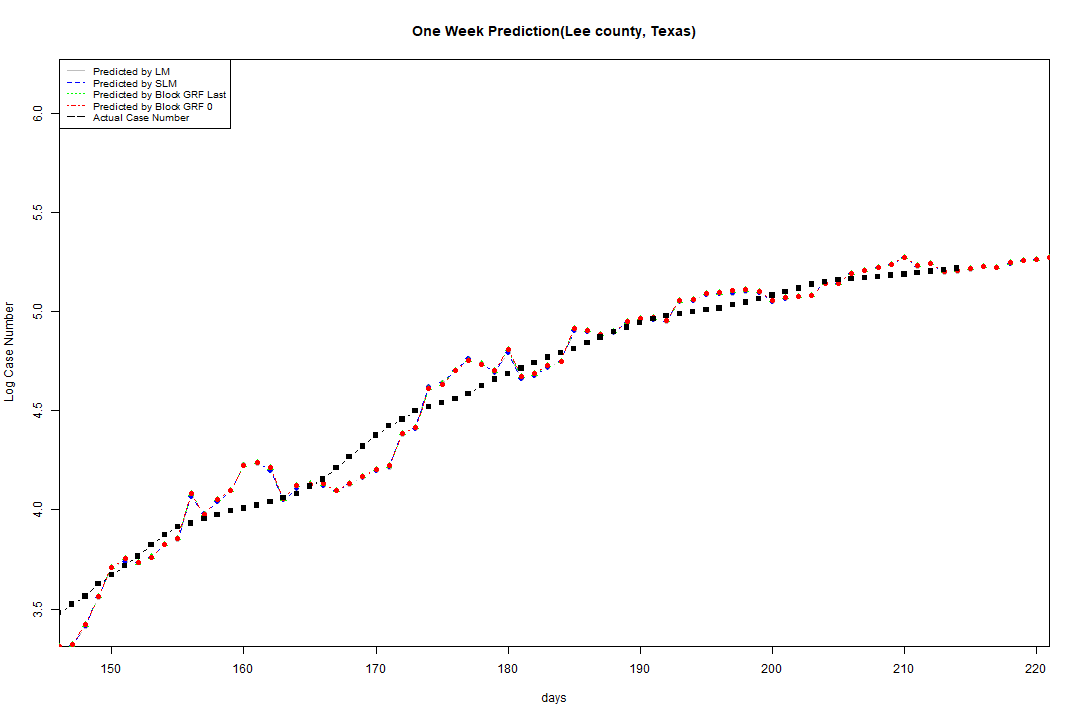 One Week Prediction(Lee county, Texas)
Predicted by LM
Predicted by SLM
Predicted by Block GRF Last
Predicted by Block GRF 0
Actual Case Number
6.0
5.5
5.0
4.5
4.0
3.5
Log Case Number
150 160 170 180 190 200 210 220
days